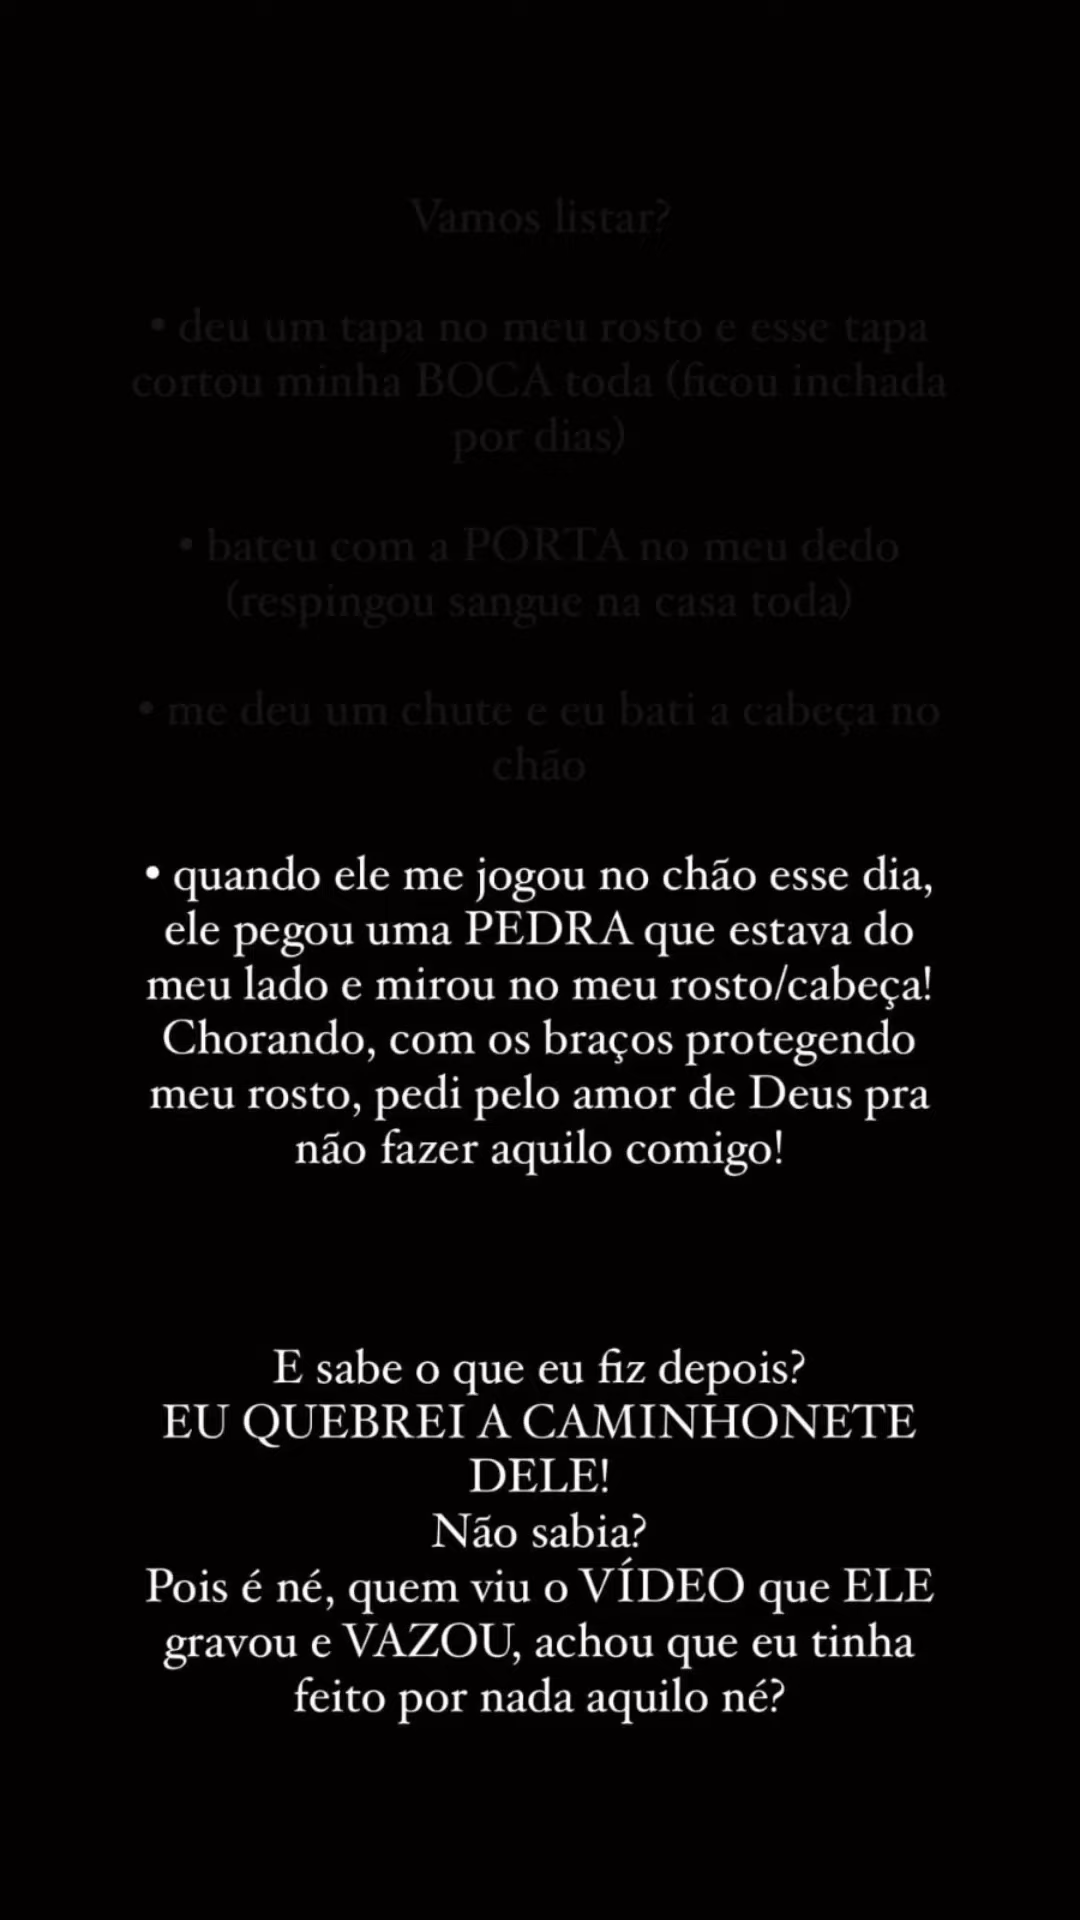 Vamos listar?
• deu um tapa no meu rosto e esse tapa
cortou minha BOCA toda (ficou inchada
por dias)
• bateu com a PORTA no meu dedo
(respingou sangue na casa toda)
• me deu um chute e eu bati a cabeça no
chão
• quando ele me jogou no chão esse dia,
ele pegou uma PEDRA que estava do
meu lado e mirou no meu rosto/cabeça!
Chorando, com os braços protegendo
meu rosto, pedi pelo amor de Deus pra
não fazer aquilo comigo!
E sabe o que eu fiz depois?
EU QUEBREI A CAMINHONETE
DELE!
Não sabia?
Pois é né, quem viu o VÍDEO que ELE
gravou e VAZOU, achou que eu tinha
feito por nada aquilo né?